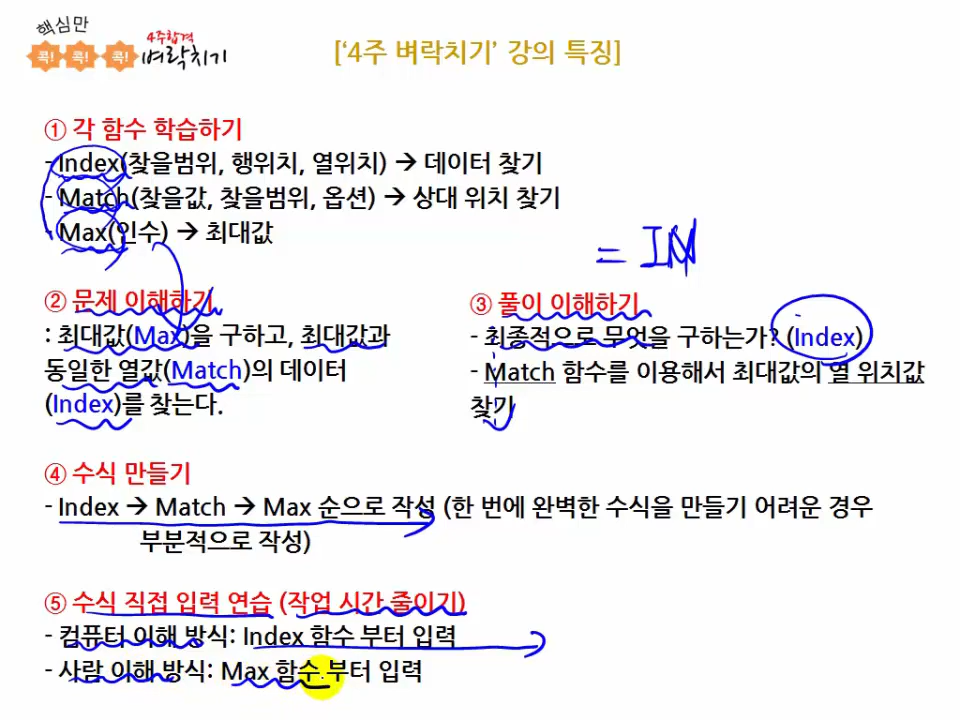 핵심만
콕! 콕! 콕!
4주합격
벼락치기
[‘4주 벼락치기’ 강의 특징]
① 각 함수 학습하기
- Index(찾을범위, 행위치, 열위치) → 데이터 찾기
- Match(찾을값, 찾을범위, 옵션) → 상대 위치 찾기
- Max(인수) → 최대값
= IN
② 문제 이해하기
: 최대값(Max)을 구하고, 최대값과
동일한 열값(Match)의 데이터
(Index)를 찾는다.
③ 풀이 이해하기
- 최종적으로 무엇을 구하는가? (Index)
- Match 함수를 이용해서 최대값의 열 위치값
찾기
④ 수식 만들기
- Index → Match → Max 순으로 작성 (한 번에 완벽한 수식을 만들기 어려운 경우
부분적으로 작성)
⑤ 수식 직접 입력 연습 (작업 시간 줄이기)
- 컴퓨터 이해 방식: Index 함수 부터 입력
- 사람 이해 방식: Max 함수 부터 입력